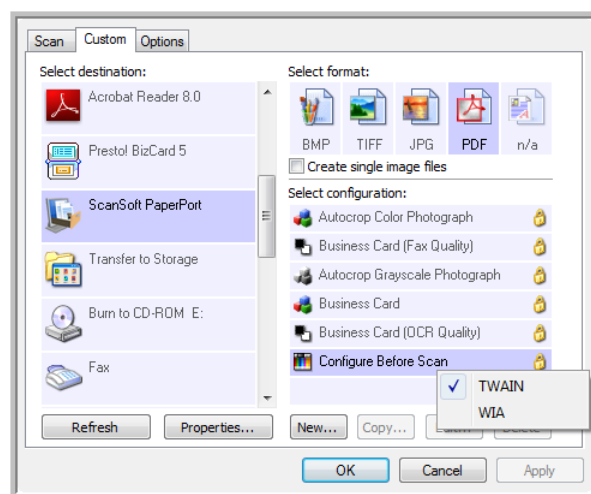 Scan Custom Options
Select destination:
Acrobat Reader 8.0
Presto! BizCard 5
ScanSoft PaperPort
Transfer to Storage
Burn to CD-ROM E:
Fax
Refresh Properties...
Select format:
BMP TIFF JPG PDF n/a
Create single image files
Select configuration:
Autocrop Color Photograph
Business Card (Fax Quality)
Autocrop Grayscale Photograph
Business Card
Business Card (OCR Quality)
Configure Before Scan
TWAIN
WIA
New... Copy...
OK Cancel Apply